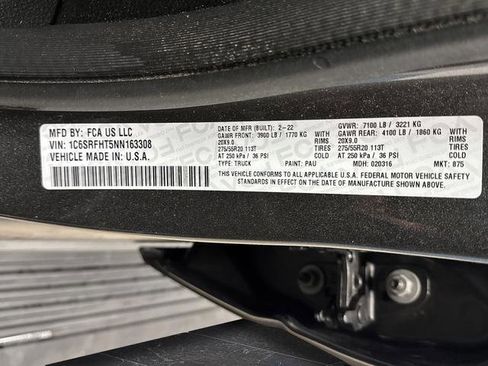 MFD BY: FCA US LLC
VIN: 1C6SRFHT5NN163308
VEHICLE MADE IN U.S.A.
DATE OF MFR (BUILT): 2-22
GAWR FRONT: 3900 LB / 1770 KG
20X9.0
275/55R20 113T
AT 250 kPa / 36 PSI
TYPE: TRUCK
PAINT: PAU
RIMS
TIRES
GVWR: 7100 LB / 3221 KG
GAWR REAR: 4100 LB / 1860 KG
20X9.0 RIMS
275/55R20 113T TIRES
AT 250 kPa / 36 PSI
MDH: 020316
MKT: 875
THIS VEHICLE CONFORMS TO ALL APPLICABLE U.S.A. FEDERAL MOTOR VEHICLE SAFETY
STANDARDS IN EFFECT ON THE DATE OF MANUFACTURE SHOWN ABOVE.